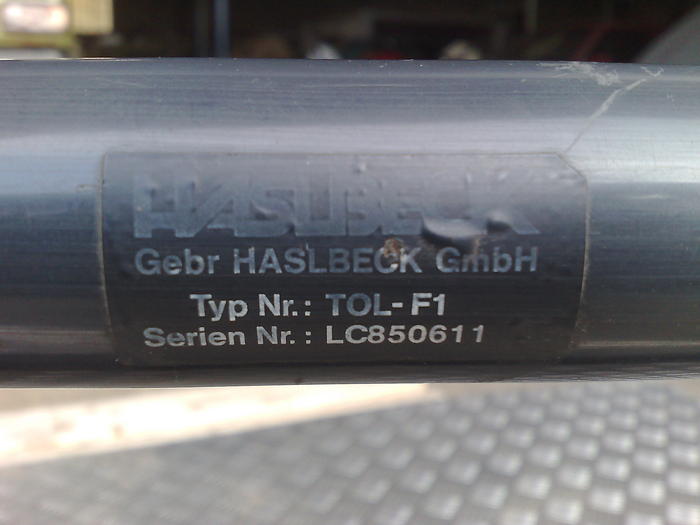 HASLBECK
Gebr HASLBECK GmbH
Typ Nr.: TOL-F1
Serien Nr.: LC850611